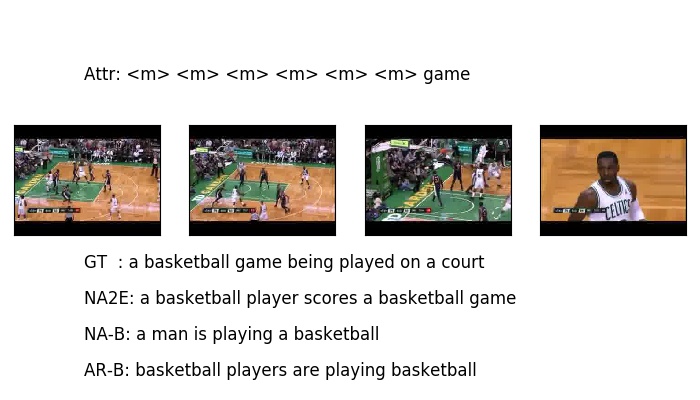 Attr: <m> <m> <m> <m> <m> <m> game
CELTICS
GT  : a basketball game being played on a court
NA2E: a basketball player scores a basketball game
NA-B: a man is playing a basketball
AR-B: basketball players are playing basketball